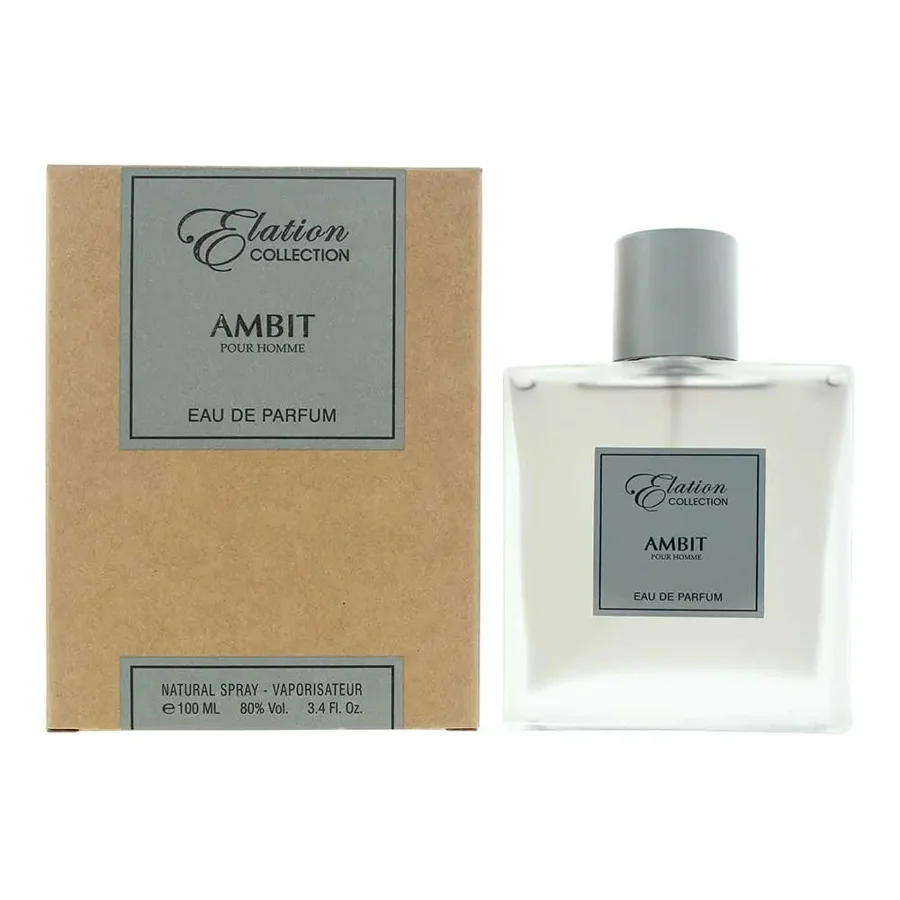 Elation
COLLECTION
AMBIT
POUR HOMME
EAU DE PARFUM
NATURAL SPRAY - VAPORISATEUR
℮100 ML 80% Vol. 3.4 Fl. Oz.
Elation
COLLECTION
AMBIT
POUR HOMME
EAU DE PARFUM